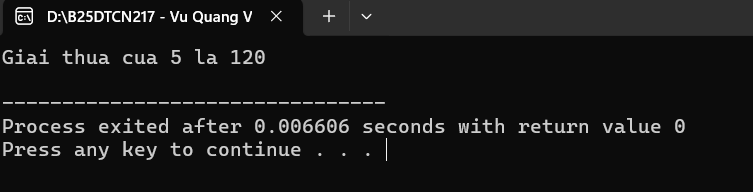 D:\B25DTCN217 - Vu Quang V
Giai thua cua 5 la 120
--------------------------------
Process exited after 0.006606 seconds with return value 0
Press any key to continue . . .